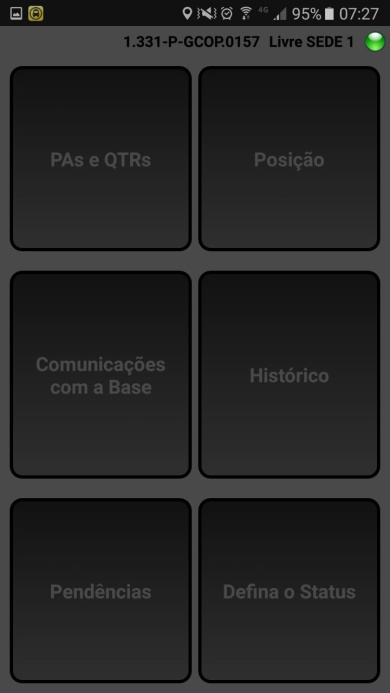 4G 95% 07:27
1.331-P-GCOP.0157 Livre SEDE 1
PAs e QTRs
Posição
Comunicações
com a Base
Histórico
Pendências
Defina o Status